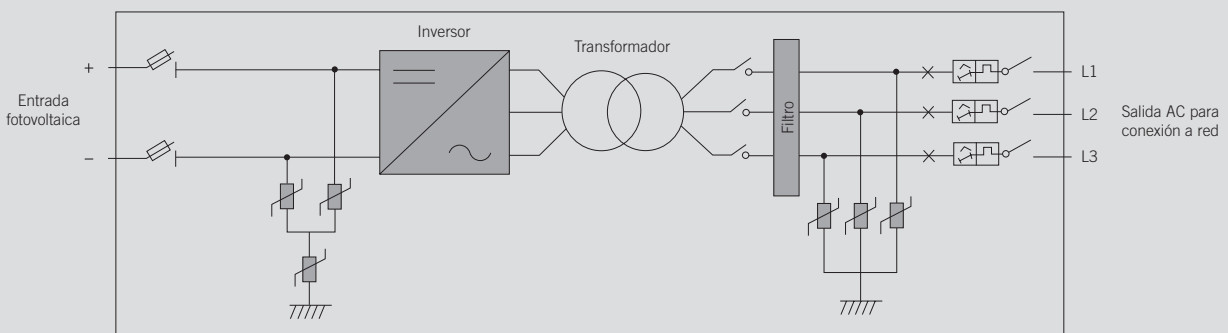 Inversor
Transformador
+
Entrada
fotovoltaica
−
Filtro
L1
L2
L3
Salida AC para
conexión a red